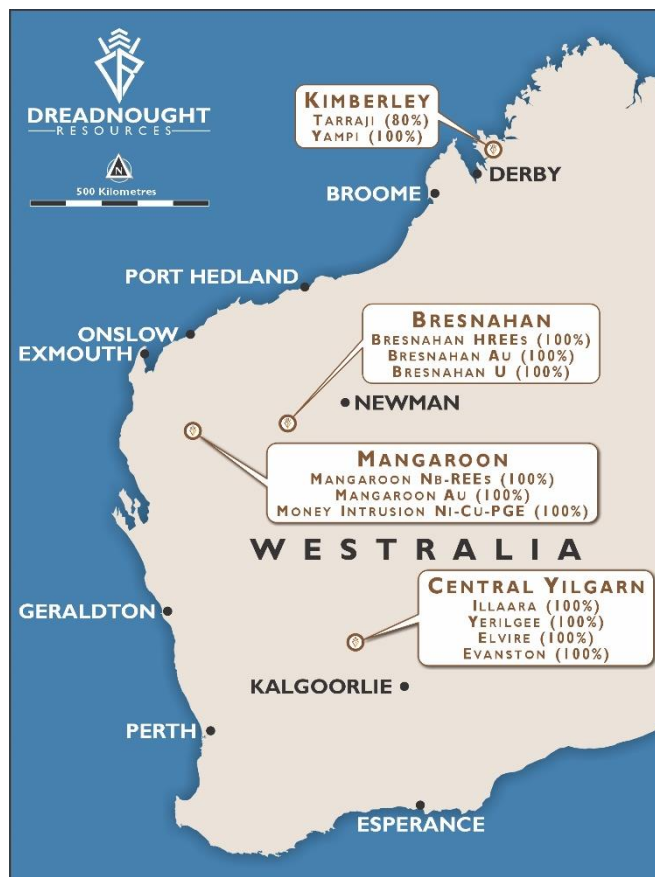 DREADNOUGHT
RESOURCES
N
500 Kilometres
KIMBERLEY
TARRAJI (80%)
YAMPI (100%)
DERBY
BROOME
PORT HEDLAND
ONSLOW
EXMOUTH
BRESNAHAN
BRESNAHAN HREES (100%)
BRESNAHAN AU (100%)
BRESNAHAN U (100%)
NEWMAN
MANGAROON
MANGAROON NB-REES (100%)
MANGAROON AU (100%)
MONEY INTRUSION NI-CU-PGE (100%)
WESTRALIA
CENTRAL YILGARN
ILLAARA (100%)
YERILGEE (100%)
ELVIRE (100%)
EVANSTON (100%)
GERALDTON
KALGOORLIE
PERTH
ESPERANCE